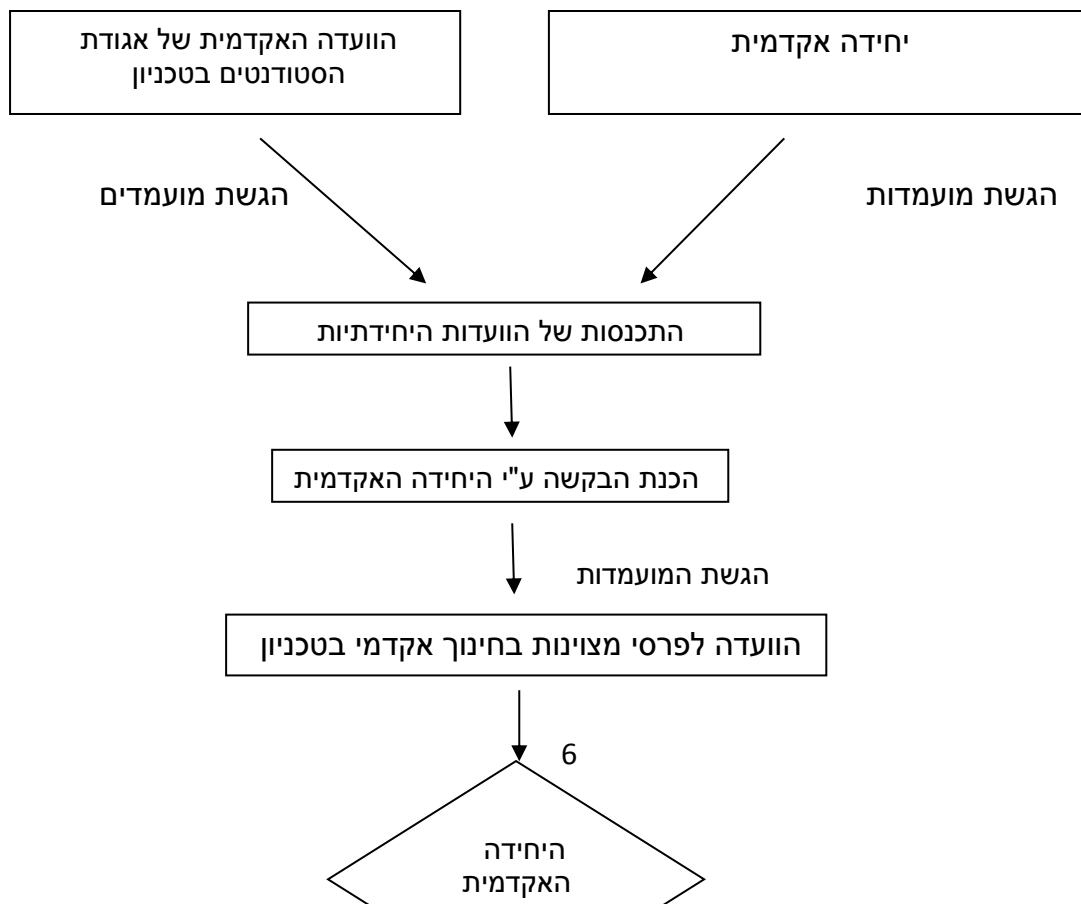 יחידה אקדמית
הוועדה האקדמית של אגודת
הסטודנטים בטכניון
הגשת מועמדות
הגשת מועמדים
התכנסות של הוועדות היחידתיות
הכנת הבקשה ע"י היחידה האקדמית
הגשת המועמדות
הוועדה לפרסי מצוינות בחינוך אקדמי בטכניון
6
היחידה
האקדמית